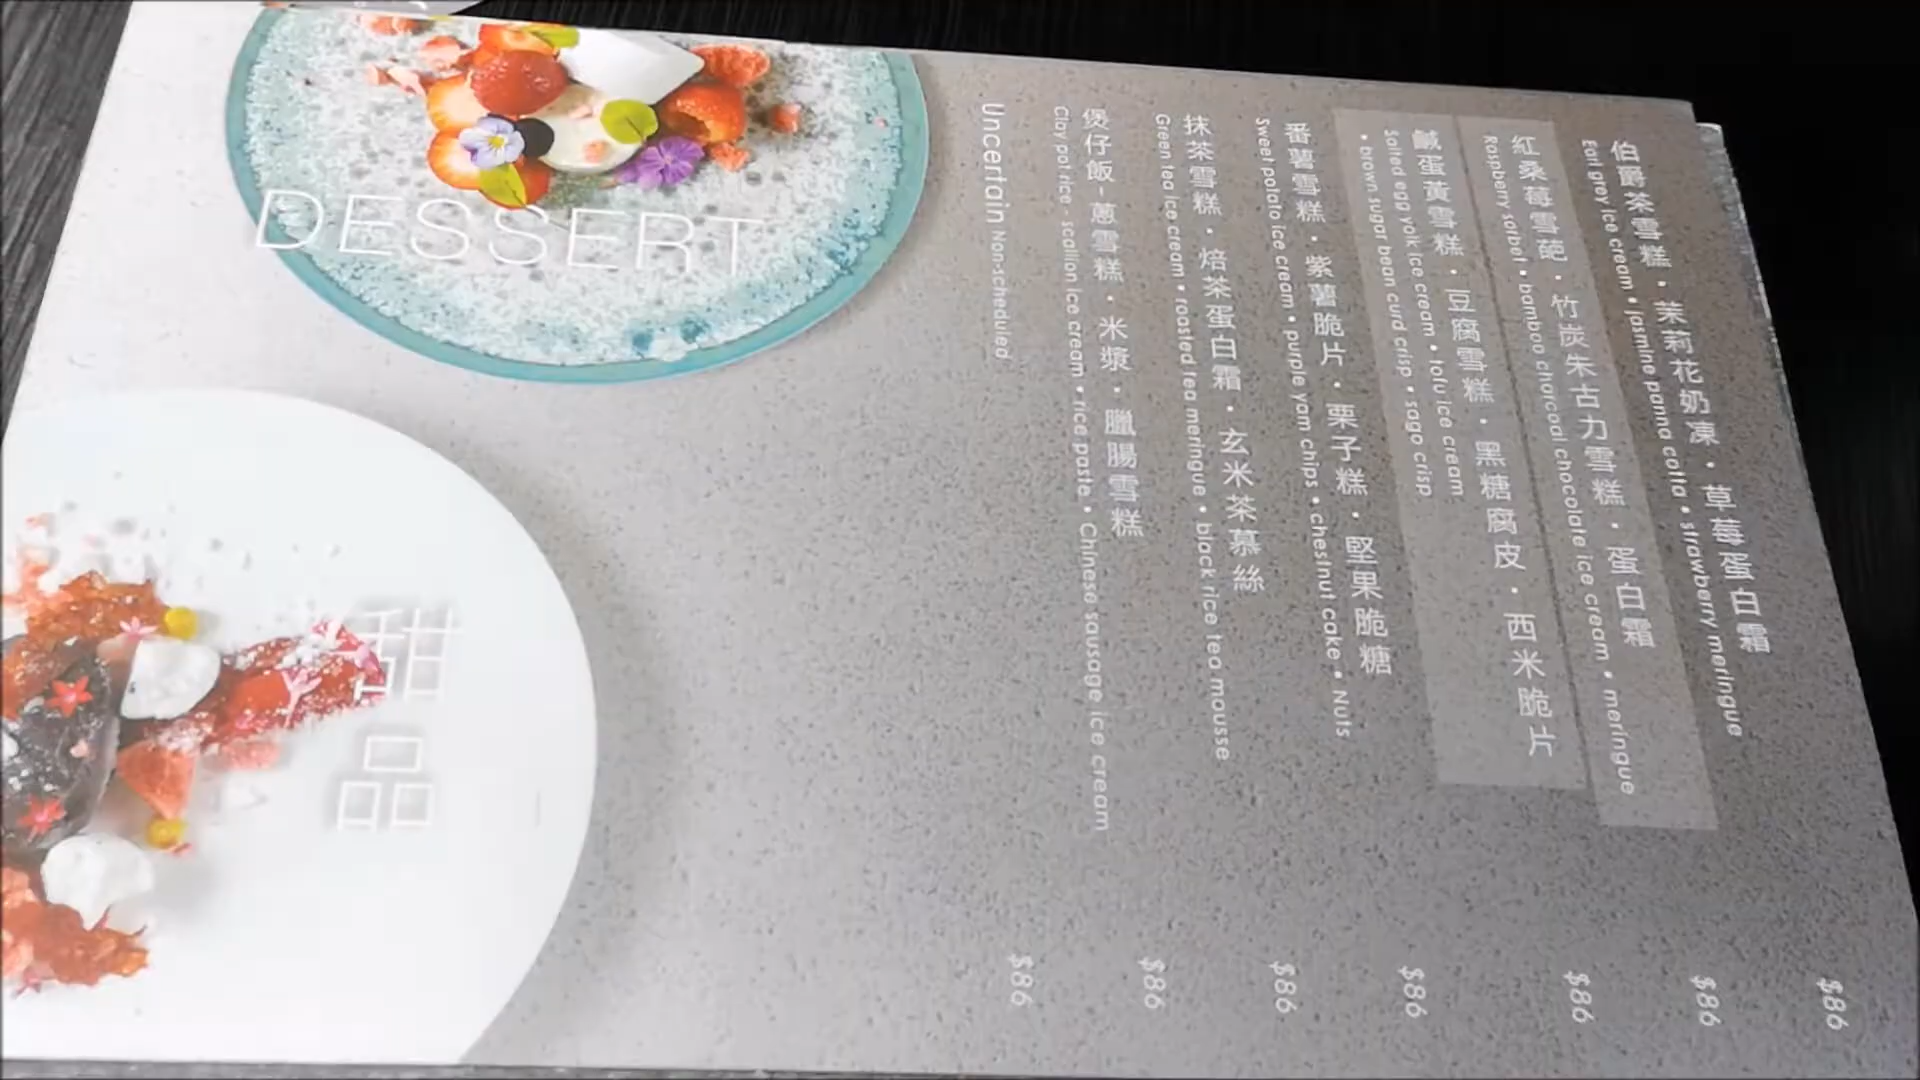 DESSERT
甜品
伯爵茶雪糕 · 茉莉花奶凍 · 草莓蛋白霜
Earl grey ice cream • jasmine panna cotta • strawberry meringue
$86
紅桑莓雪葩 · 竹炭朱古力雪糕 · 蛋白霜
Raspberry sorbet • bamboo charcoal chocolate ice cream • meringue
$86
鹹蛋黃雪糕 · 豆腐雪糕 · 黑糖腐皮 · 西米脆片
Salted egg yolk ice cream • tofu ice cream
• brown sugar bean curd crisp • sago crisp
$86
番薯雪糕 · 紫薯脆片 · 栗子糕 · 堅果脆糖
Sweet potato ice cream • purple yam chips • chestnut cake • Nuts
$86
抹茶雪糕 · 焙茶蛋白霜 · 玄米茶慕絲
Green tea ice cream • roasted tea meringue • black rice tea mousse
$86
煲仔飯-蔥雪糕 · 米漿 · 臘腸雪糕
Clay pot rice - scallion ice cream • rice paste • Chinese sausage ice cream
$86
Uncertain Non-scheduled
$86